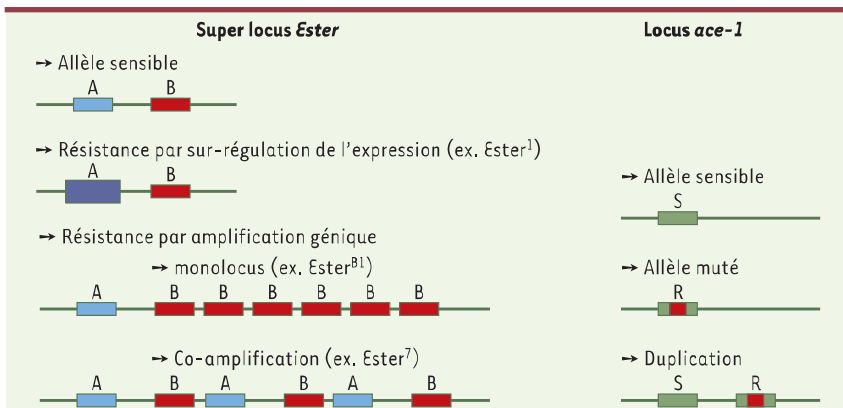 Super locus Ester
→ Allèle sensible
A B
→ Résistance par sur-régulation de l'expression (ex. Ester¹)
A B
→ Résistance par amplification génique
→ monolocus (ex. Esterᴮ¹)
A B B B B B B
→ Co-amplification (ex. Ester⁷)
A B A B A B
Locus ace-1
→ Allèle sensible
S
→ Allèle muté
R
→ Duplication
S R